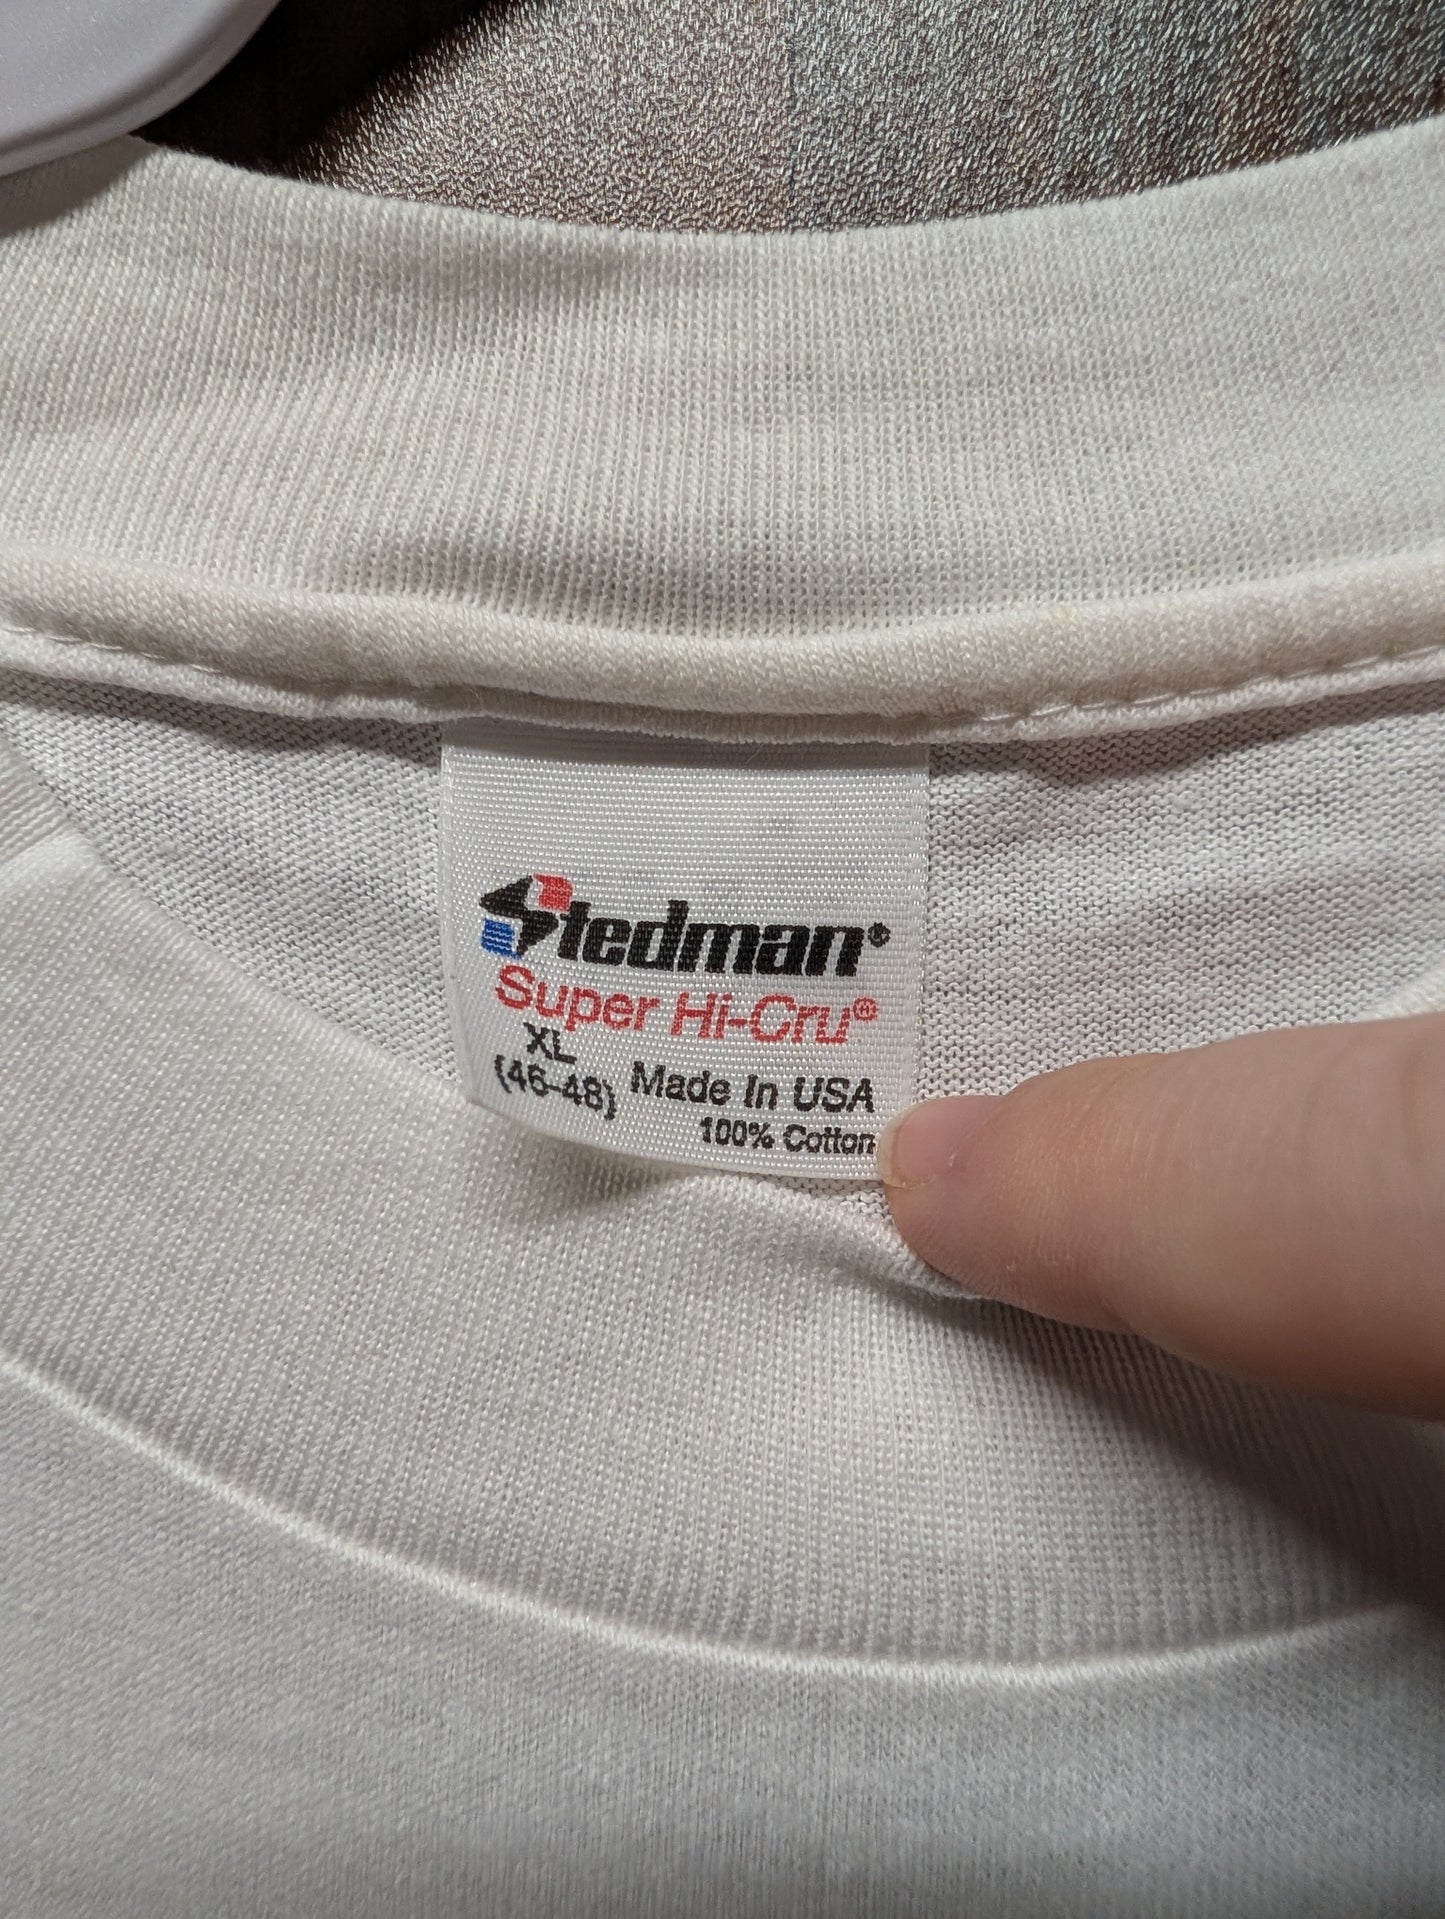 Stedman®
Super Hi-Cru®
XL
(46-48)
Made In USA
100% Cotton